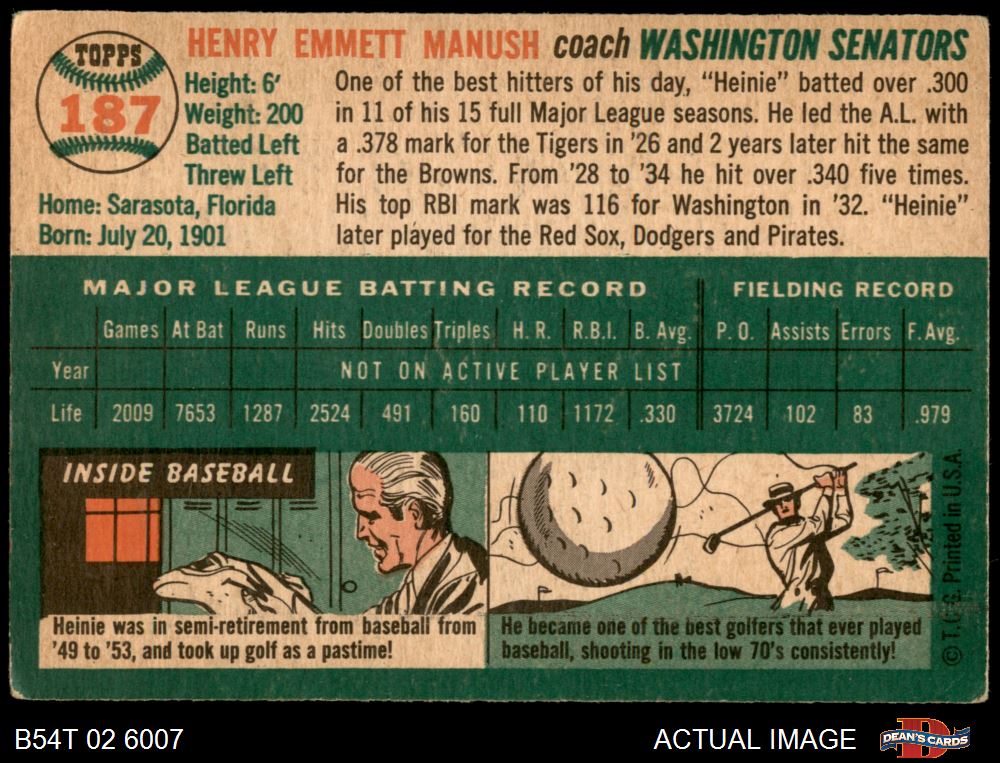 TOPPS
187
HENRY EMMETT MANUSH coach WASHINGTON SENATORS
Height: 6'
Weight: 200
Batted Left
Threw Left
Home: Sarasota, Florida
Born: July 20, 1901
One of the best hitters of his day, "Heinie" batted over .300
in 11 of his 15 full Major League seasons. He led the A.L. with
a .378 mark for the Tigers in '26 and 2 years later hit the same
for the Browns. From '28 to '34 he hit over .340 five times.
His top RBI mark was 116 for Washington in '32. "Heinie"
later played for the Red Sox, Dodgers and Pirates.
MAJOR LEAGUE BATTING RECORD FIELDING RECORD
Games At Bat Runs Hits Doubles Triples H. R. R.B.I. B. Avg. P. O. Assists Errors F. Avg.
Year NOT ON ACTIVE PLAYER LIST
Life 2009 7653 1287 2524 491 160 110 1172 .330 3724 102 83 .979
INSIDE BASEBALL
Heinie was in semi-retirement from baseball from
'49 to '53, and took up golf as a pastime!
He became one of the best golfers that ever played
baseball, shooting in the low 70's consistently!
© T.C.G. Printed in U.S.A.
B54T 02 6007
ACTUAL IMAGE
D
DEAN'S CARDS